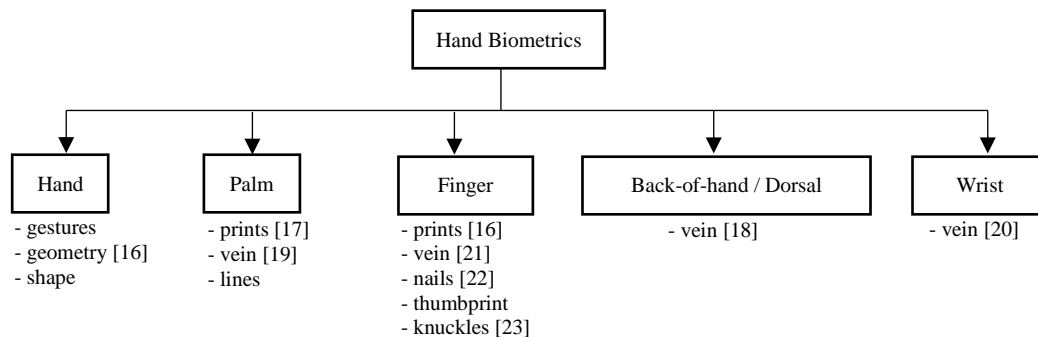 Hand Biometrics
Hand
- gestures
- geometry [16]
- shape
Palm
- prints [17]
- vein [19]
- lines
Finger
- prints [16]
- vein [21]
- nails [22]
- thumbprint
- knuckles [23]
Back-of-hand / Dorsal
- vein [18]
Wrist
- vein [20]